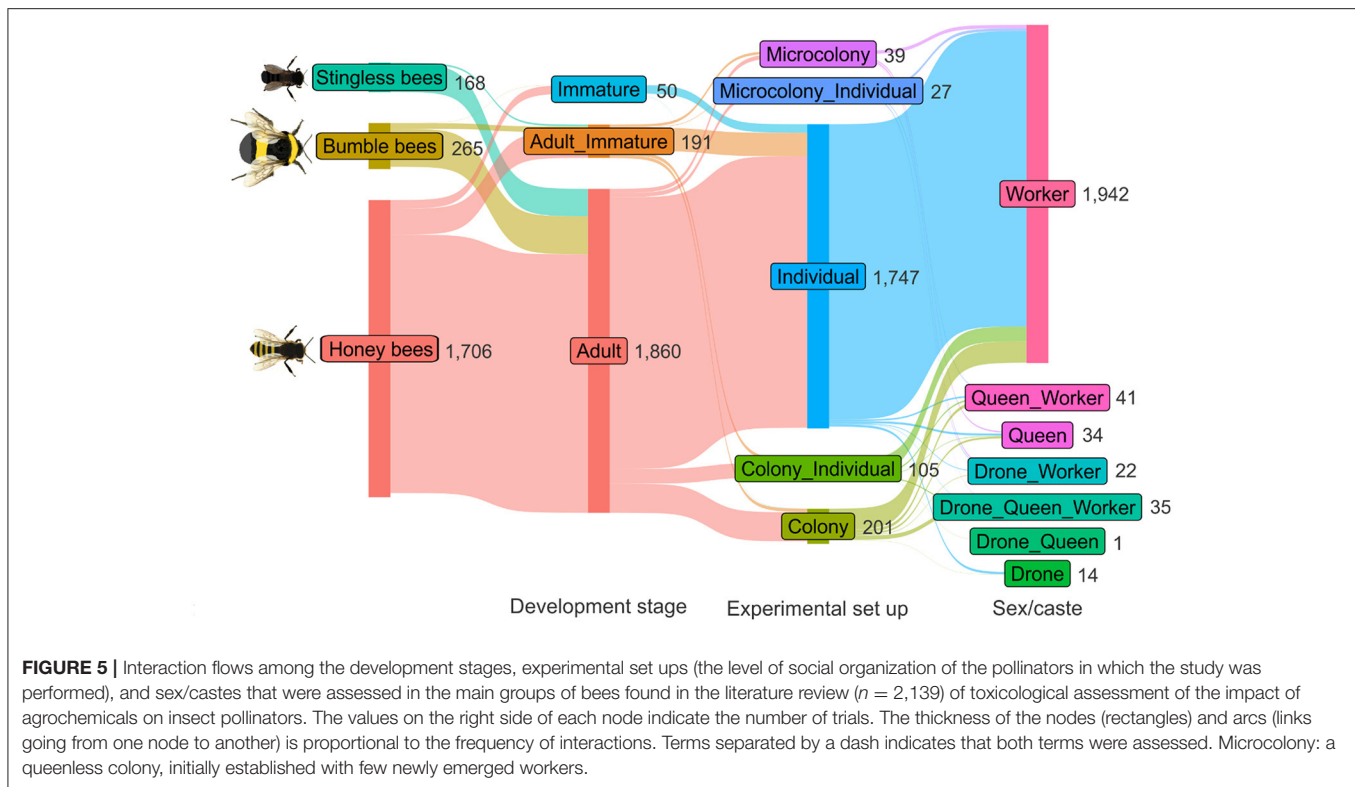 Stingless bees 168
Bumble bees 265
Honey bees 1,706
Immature 50
Adult_Immature 191
Adult 1,860
Microcolony 39
Microcolony_Individual 27
Individual 1,747
Colony_Individual 105
Colony 201
Worker 1,942
Queen_Worker 41
Queen 34
Drone_Worker 22
Drone_Queen_Worker 35
Drone_Queen 1
Drone 14
Development stage
Experimental set up
Sex/caste
FIGURE 5 | Interaction flows among the development stages, experimental set ups (the level of social organization of the pollinators in which the study was
performed), and sex/castes that were assessed in the main groups of bees found in the literature review (n = 2,139) of toxicological assessment of the impact of
agrochemicals on insect pollinators. The values on the right side of each node indicate the number of trials. The thickness of the nodes (rectangles) and arcs (links
going from one node to another) is proportional to the frequency of interactions. Terms separated by a dash indicates that both terms were assessed. Microcolony: a
queenless colony, initially established with few newly emerged workers.